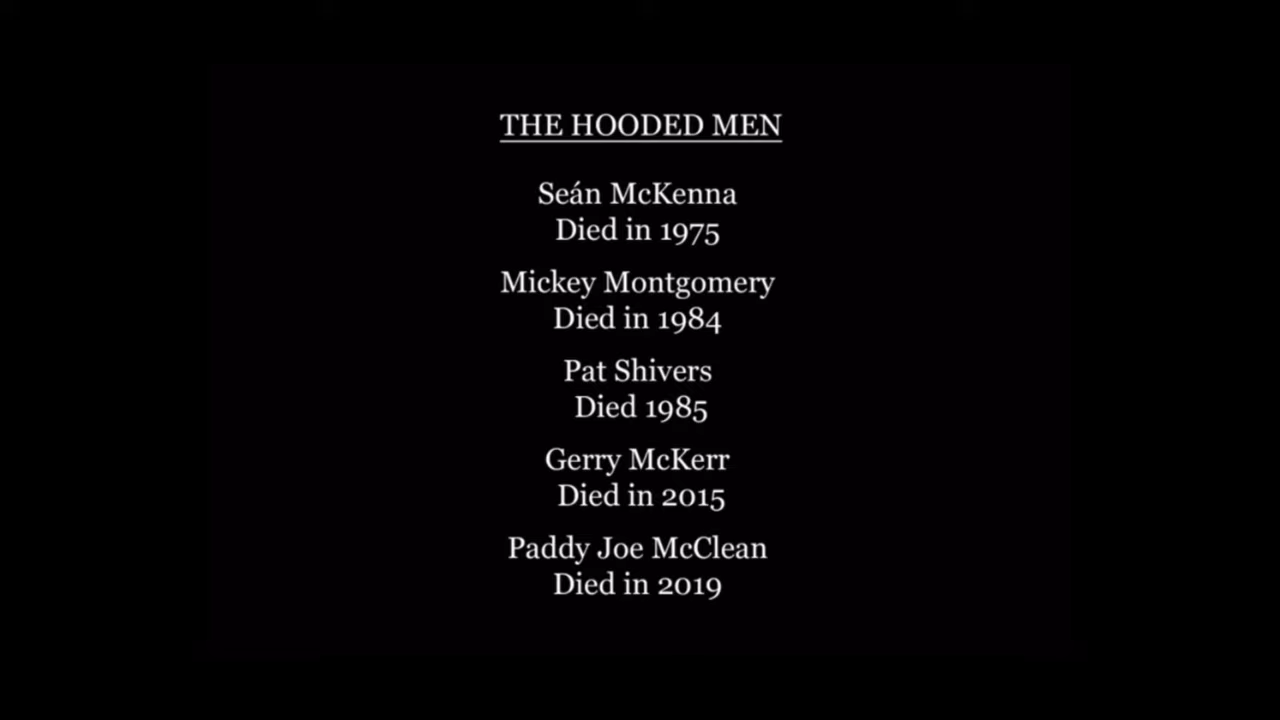 THE HOODED MEN
Seán McKenna
Died in 1975
Mickey Montgomery
Died in 1984
Pat Shivers
Died 1985
Gerry McKerr
Died in 2015
Paddy Joe McClean
Died in 2019